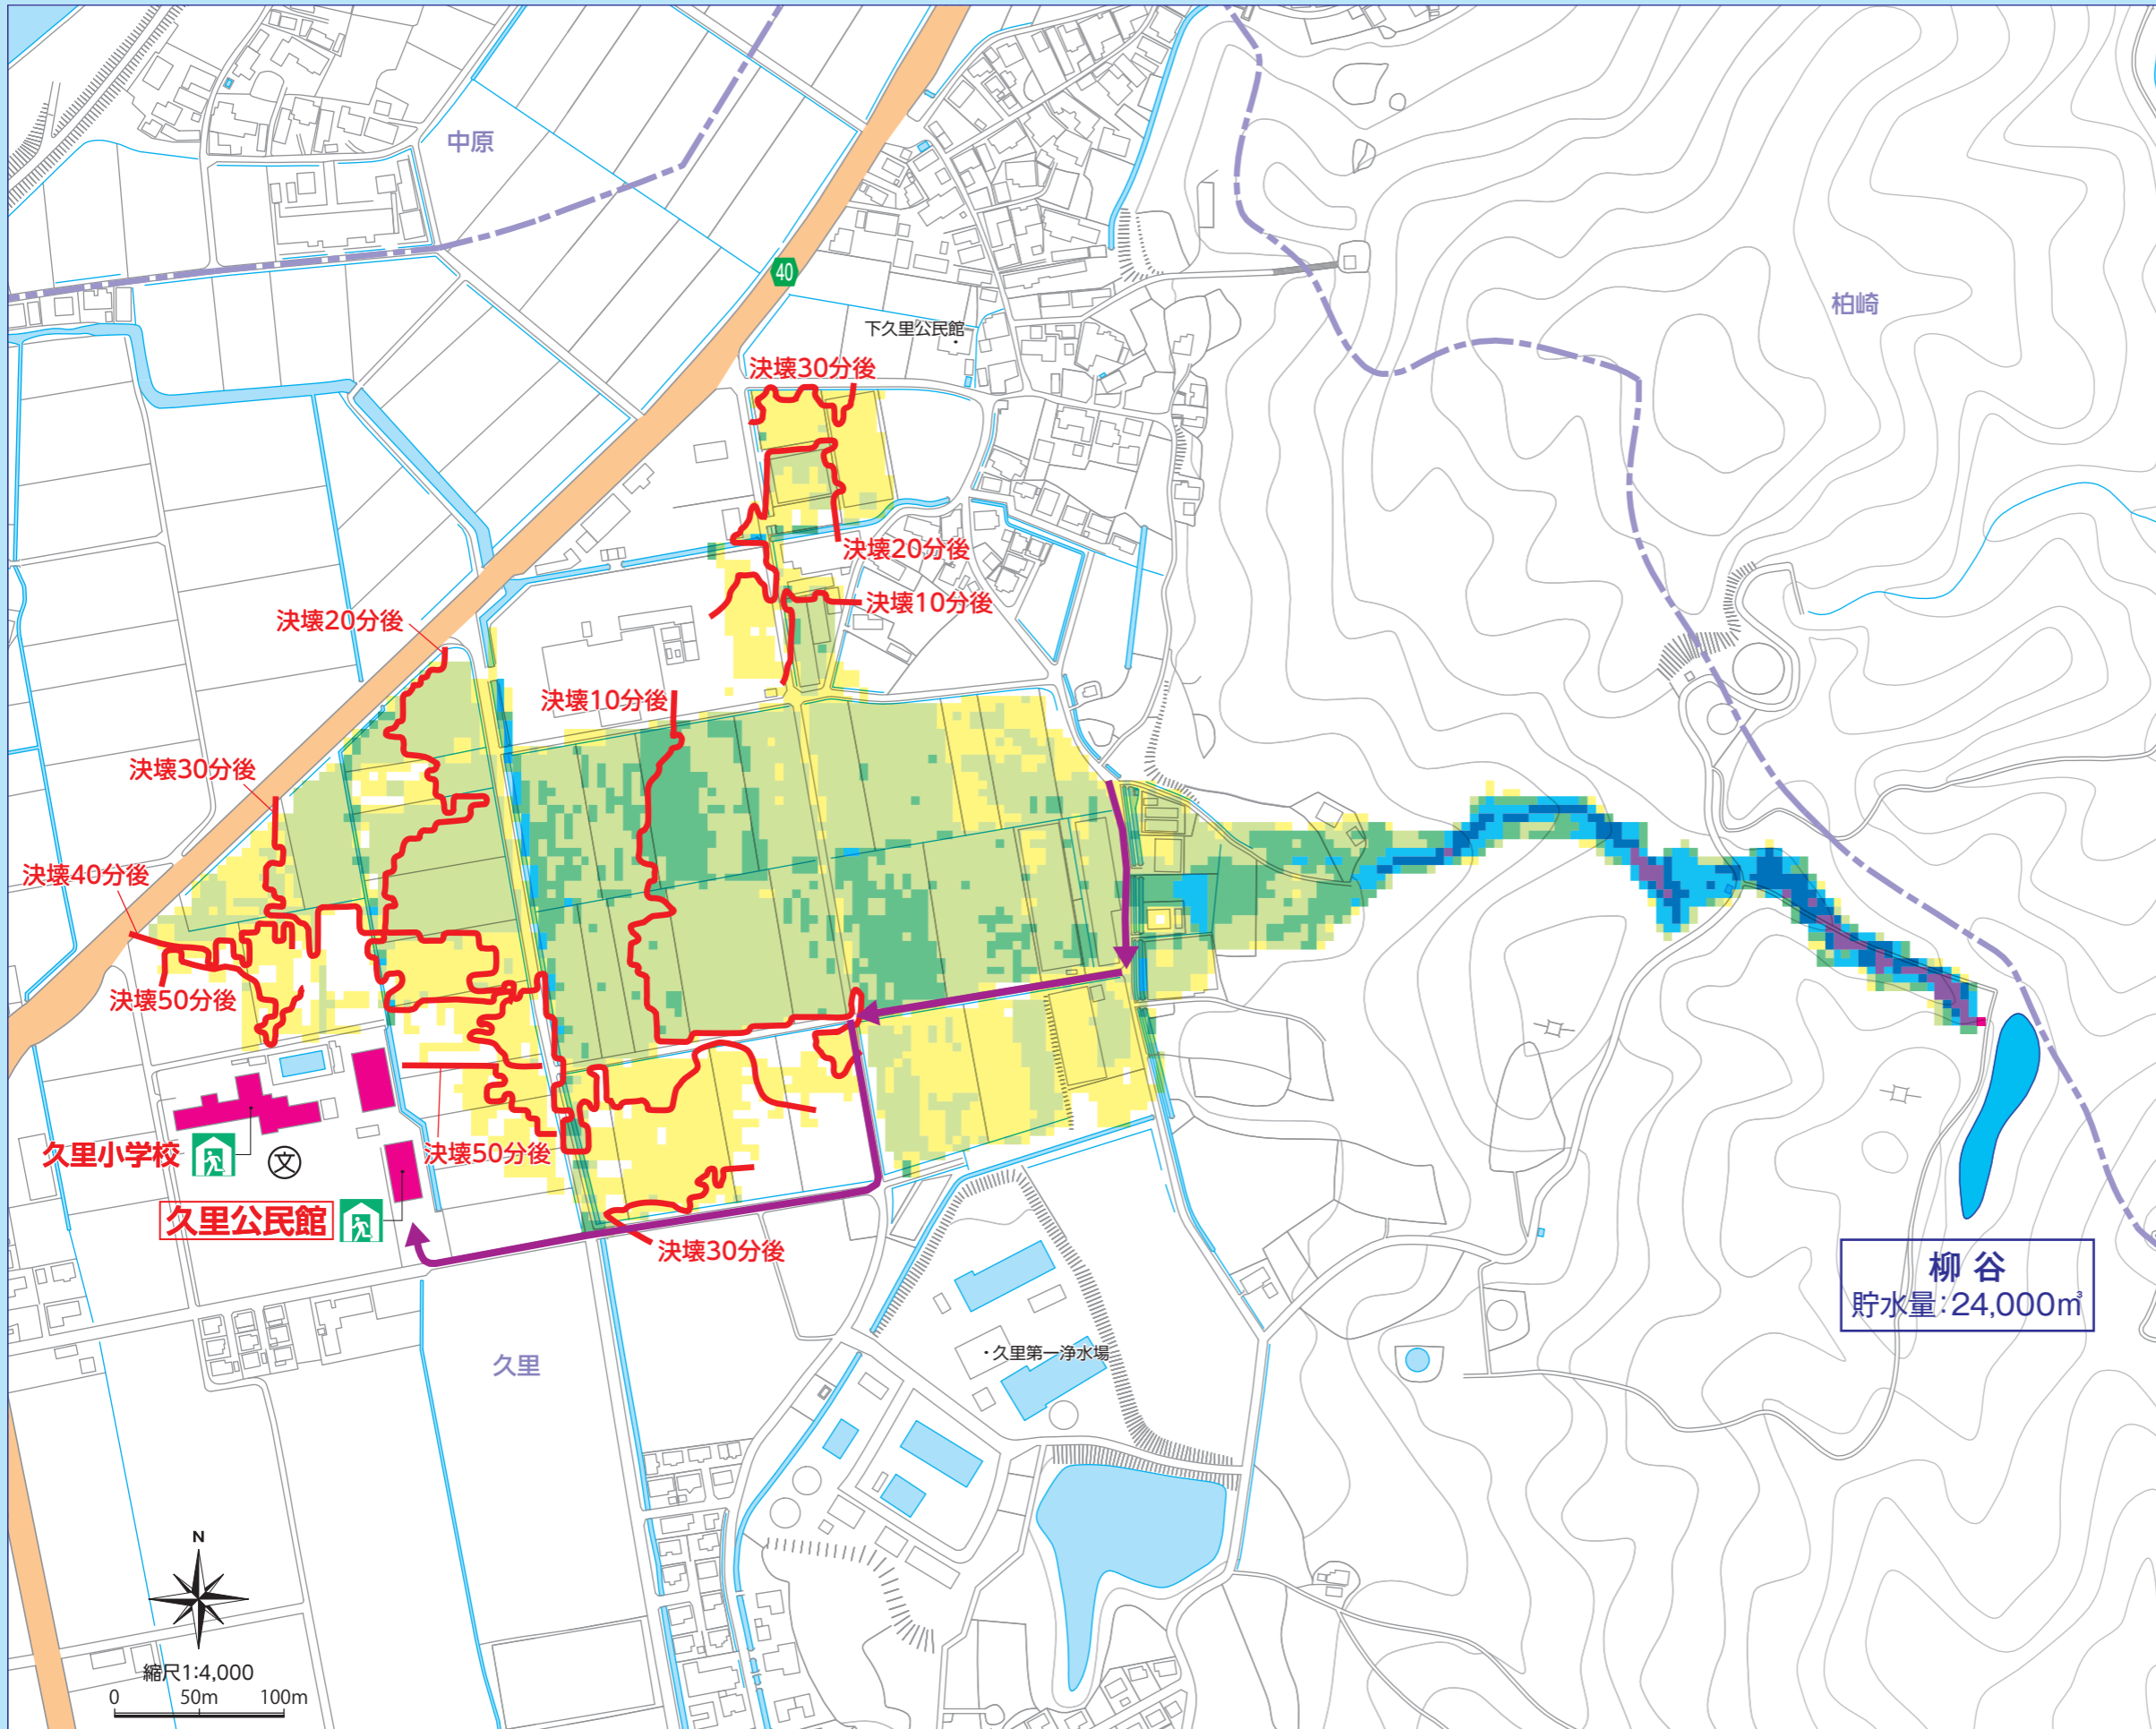 中原
柏崎
40
下久里公民館
決壊30分後
決壊20分後
決壊10分後
決壊20分後
決壊10分後
決壊30分後
決壊40分後
決壊50分後
久里小学校
文
決壊50分後
久里公民館
決壊30分後
柳谷
貯水量:24,000㎥
・久里第一浄水場
久里
N
縮尺1:4,000
0 50m 100m